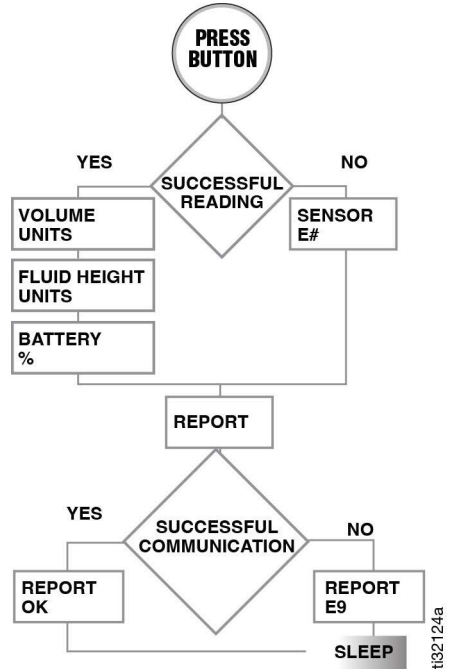 PRESS
BUTTON
YES
NO
SUCCESSFUL
READING
VOLUME
UNITS
SENSOR
E#
FLUID HEIGHT
UNITS
BATTERY
%
REPORT
YES
NO
SUCCESSFUL
COMMUNICATION
REPORT
OK
REPORT
E9
SLEEP
ti32124a